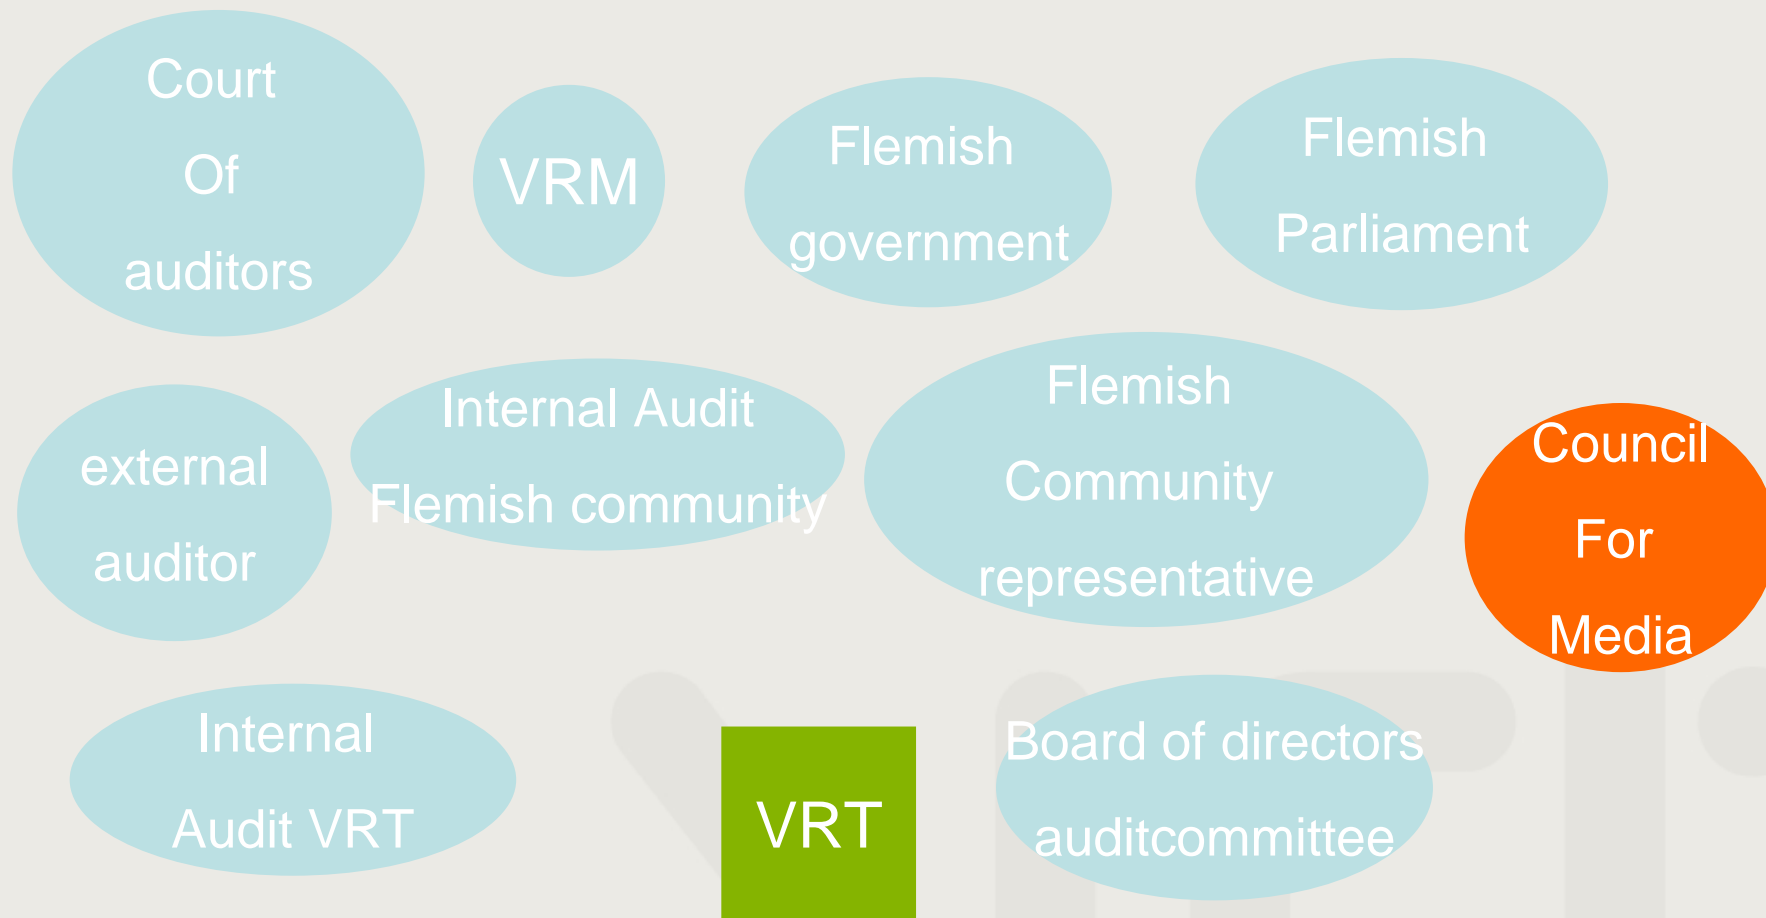 Court
Of
auditors
VRM
Flemish
government
Flemish
Parliament
external
auditor
Internal Audit
Flemish community
Flemish
Community
representative
Council
For
Media
Internal
Audit VRT
VRT
Board of directors
auditcommittee